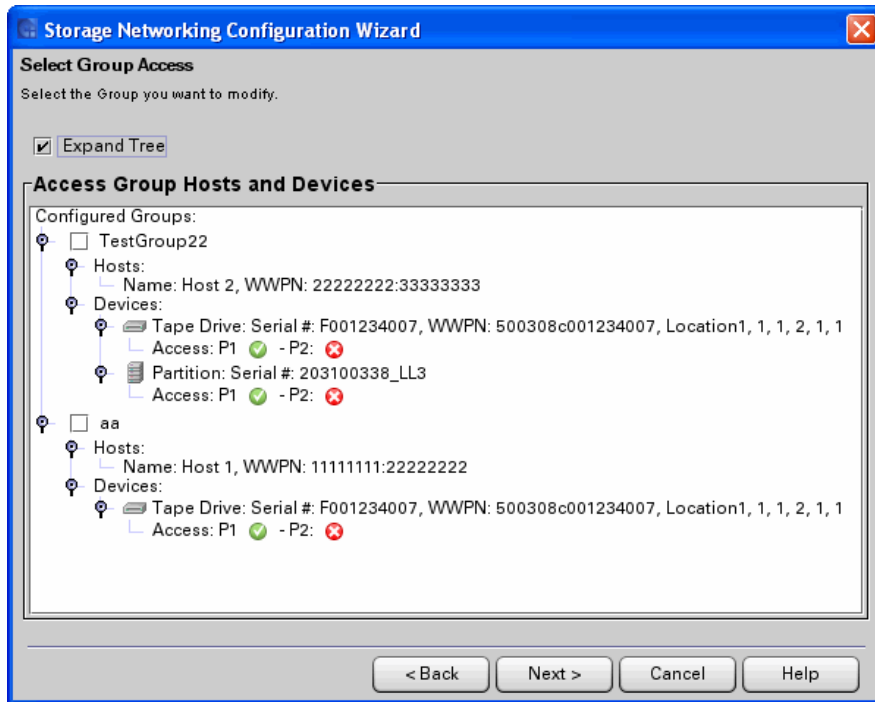 Storage Networking Configuration Wizard
Select Group Access
Select the Group you want to modify.
Expand Tree
Access Group Hosts and Devices
Configured Groups:
TestGroup22
Hosts:
Name: Host 2, WWPN: 22222222:33333333
Devices:
Tape Drive: Serial #: F001234007, WWPN: 500308c001234007, Location1, 1, 1, 2, 1, 1
Access: P1 - P2:
Partition: Serial #: 203100338_LL3
Access: P1 - P2:
aa
Hosts:
Name: Host 1, WWPN: 11111111:22222222
Devices:
Tape Drive: Serial #: F001234007, WWPN: 500308c001234007, Location1, 1, 1, 2, 1, 1
Access: P1 - P2:
< Back Next > Cancel Help